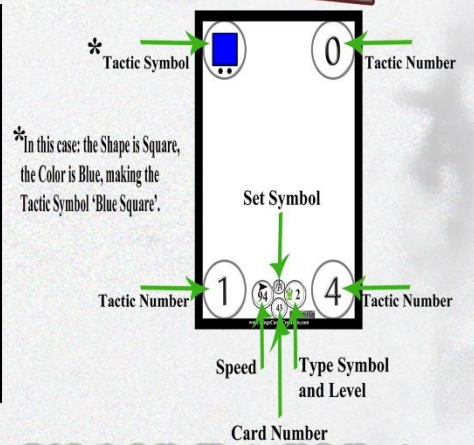 *
Tactic Symbol
0
Tactic Number
*In this case: the Shape is Square,
the Color is Blue, making the
Tactic Symbol ‘Blue Square’.
Set Symbol
Tactic Number
1
94
2
43
4
Tactic Number
Speed
Type Symbol
and Level
Card Number